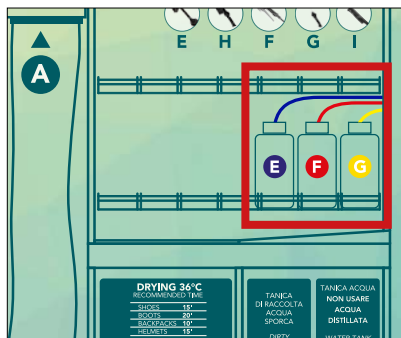 E H F G I
A
E F G
DRYING 36°C
RECOMMENDED TIME
SHOES 15'
BOOTS 20'
BACKPACKS 10'
HELMETS 15'
TANICA
DI RACCOLTA
ACQUA
SPORCA
DIRTY
TANICA ACQUA
NON USARE
ACQUA
DISTILLATA
WATER TANK